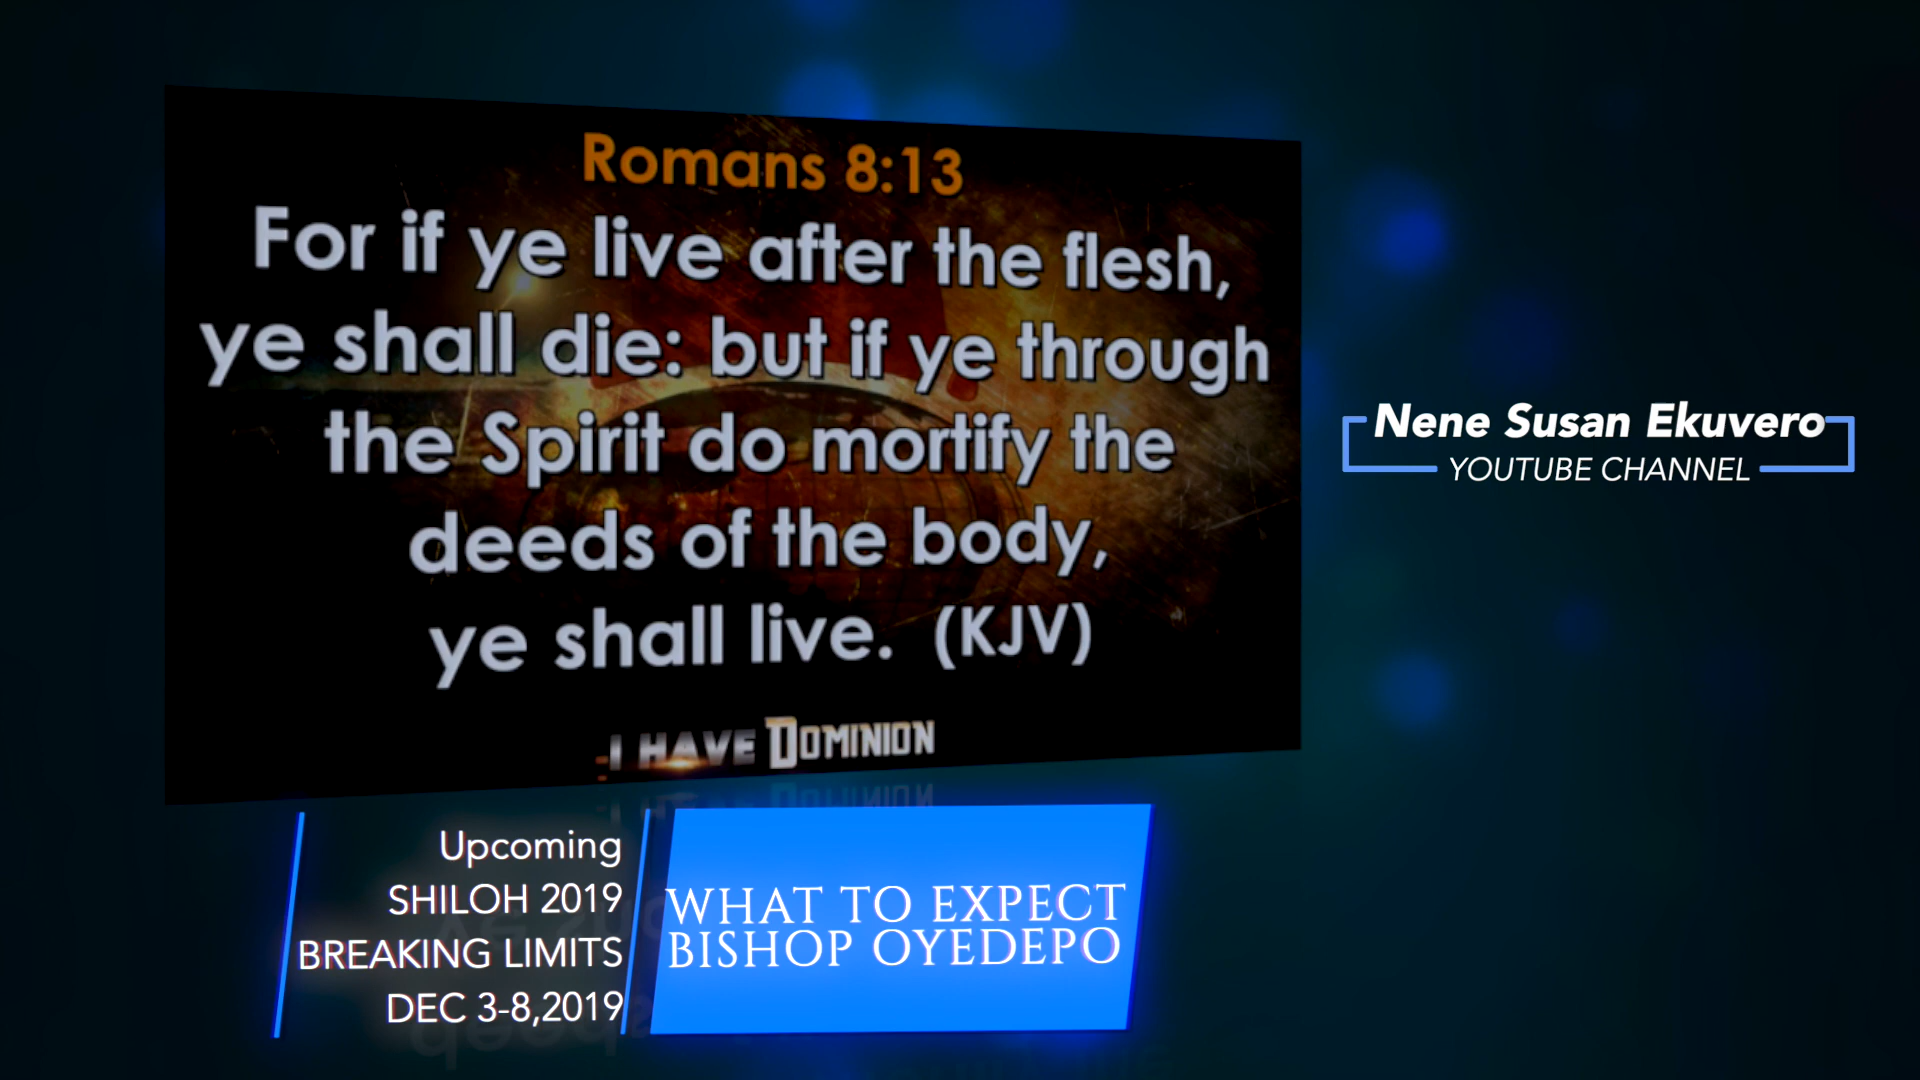 Romans 8:13
For if ye live after the flesh,
ye shall die: but if ye through
the Spirit do mortify the
deeds of the body,
ye shall live. (KJV)
I HAVE DOMINION
Nene Susan Ekuvero
YOUTUBE CHANNEL
Upcoming
SHILOH 2019
BREAKING LIMITS
DEC 3-8,2019
WHAT TO EXPECT
BISHOP OYEDEPO